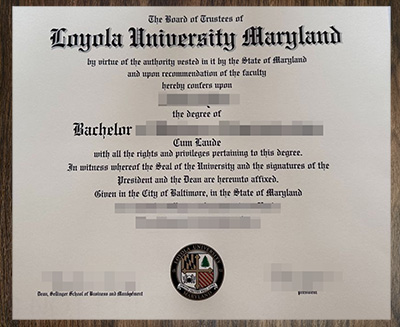 The Board of Trustees of
Loyola University Maryland
by virtue of the authority vested in it by the State of Maryland
and upon recommendation of the faculty
hereby confers upon
the degree of
Bachelor
Cum Laude
with all the rights and privileges pertaining to this degree.
In witness whereof the Seal of the University and the signatures of the
President and the Dean are hereunto affixed.
Given in the City of Baltimore, in the State of Maryland
LOYOLA UNIVERSITY
MARYLAND
Dean, Sellinger School of Business and Management
President